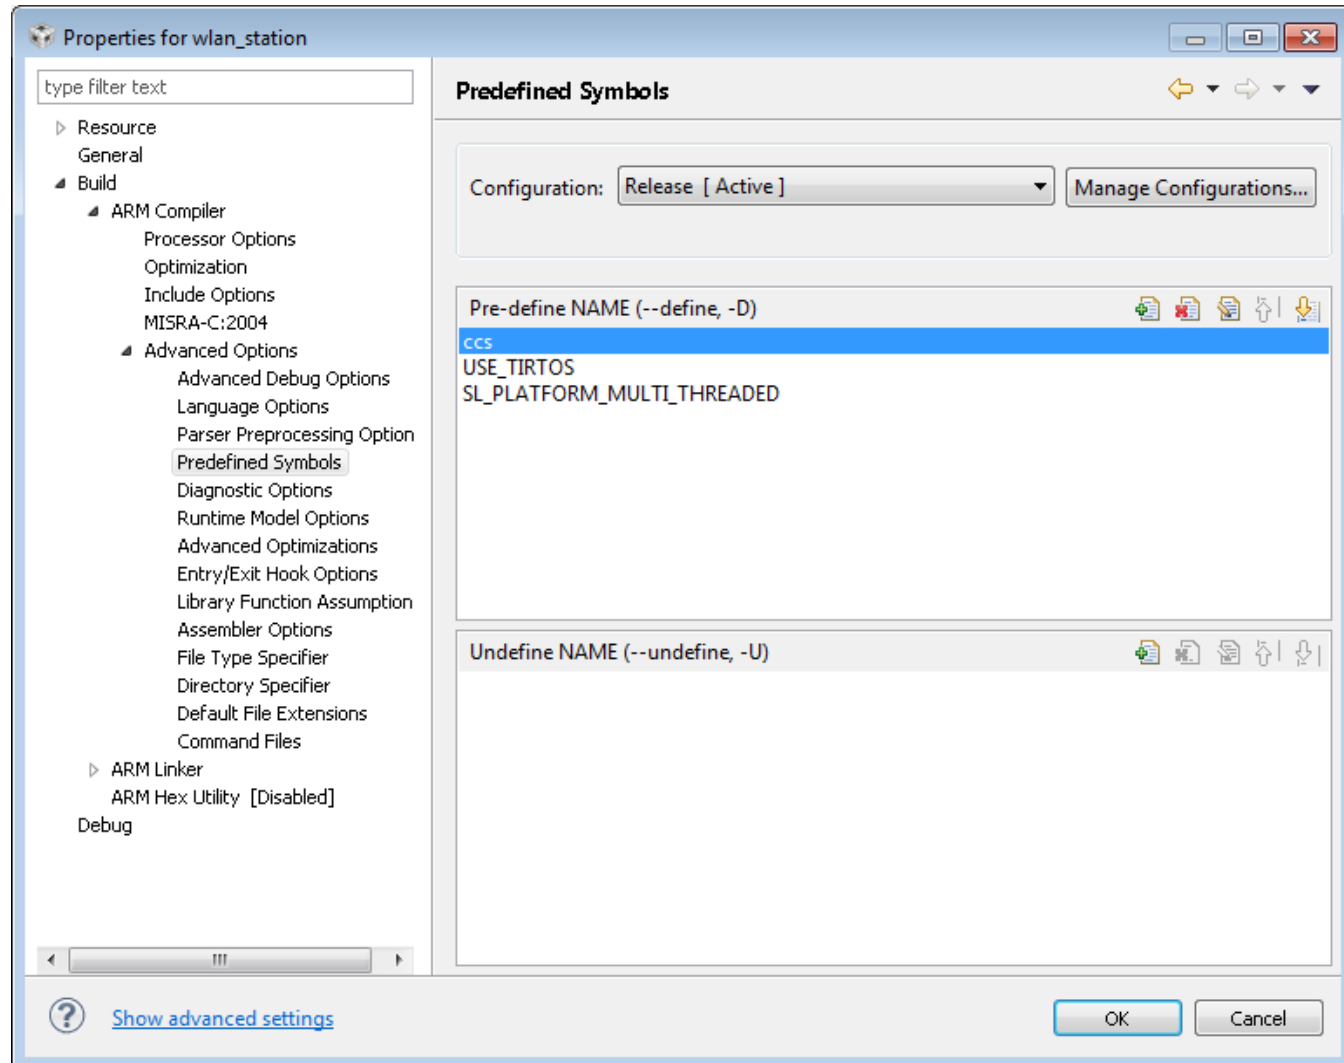 Properties for wlan_station
type filter text
Resource
General
Build
ARM Compiler
Processor Options
Optimization
Include Options
MISRA-C:2004
Advanced Options
Advanced Debug Options
Language Options
Parser Preprocessing Option
Predefined Symbols
Diagnostic Options
Runtime Model Options
Advanced Optimizations
Entry/Exit Hook Options
Library Function Assumption
Assembler Options
File Type Specifier
Directory Specifier
Default File Extensions
Command Files
ARM Linker
ARM Hex Utility [Disabled]
Debug
Predefined Symbols
Configuration: Release [ Active ] Manage Configurations...
Pre-define NAME (--define, -D)
ccs
USE_TIRTOS
SL_PLATFORM_MULTI_THREADED
Undefine NAME (--undefine, -U)
Show advanced settings
OK Cancel